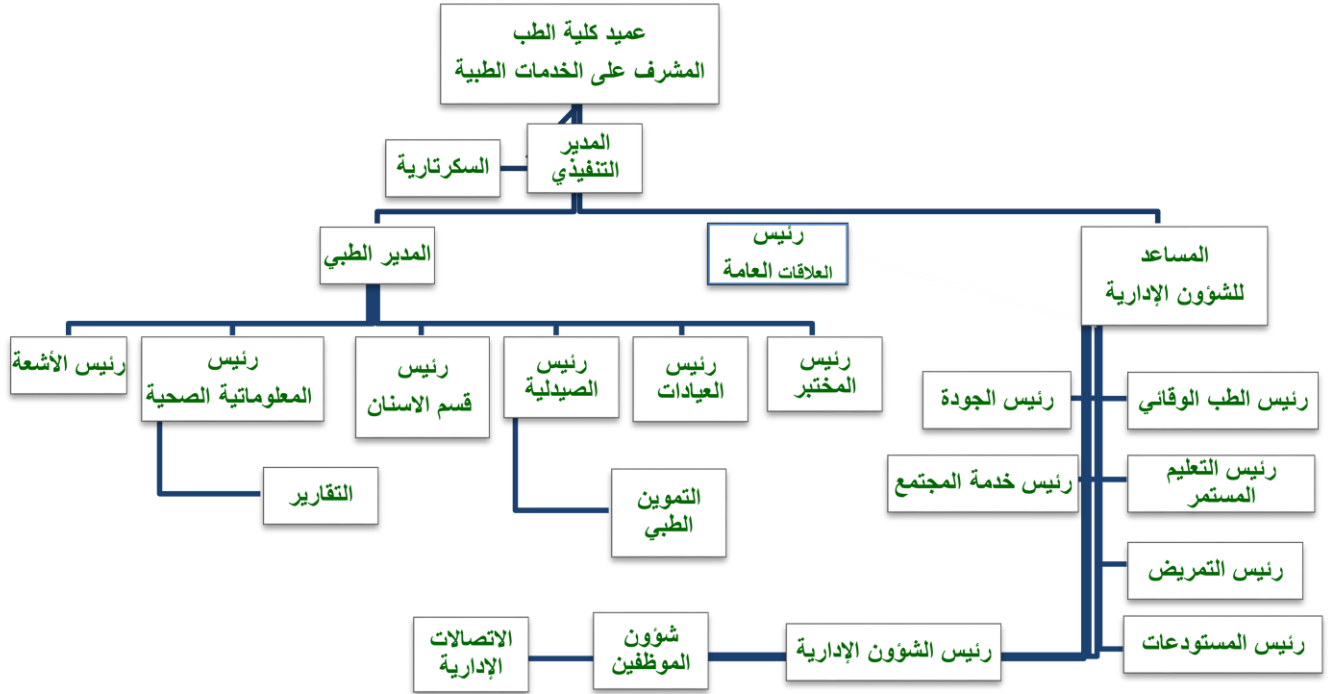 عميد كلية الطب
المشرف على الخدمات الطبية
المدير
التنفيذي
السكرتارية
المساعد
للشؤون الإدارية
رئيس
العلاقات العامة
المدير الطبي
رئيس
المختبر
رئيس
العيادات
رئيس
الصيدلية
رئيس
قسم الاسنان
رئيس
المعلوماتية الصحية
رئيس الأشعة
رئيس الطب الوقائي
رئيس الجودة
رئيس التعليم
المستمر
رئيس خدمة المجتمع
التموين
الطبي
التقارير
رئيس التمريض
رئيس المستودعات
رئيس الشؤون الإدارية
شؤون
الموظفين
الاتصالات
الإدارية